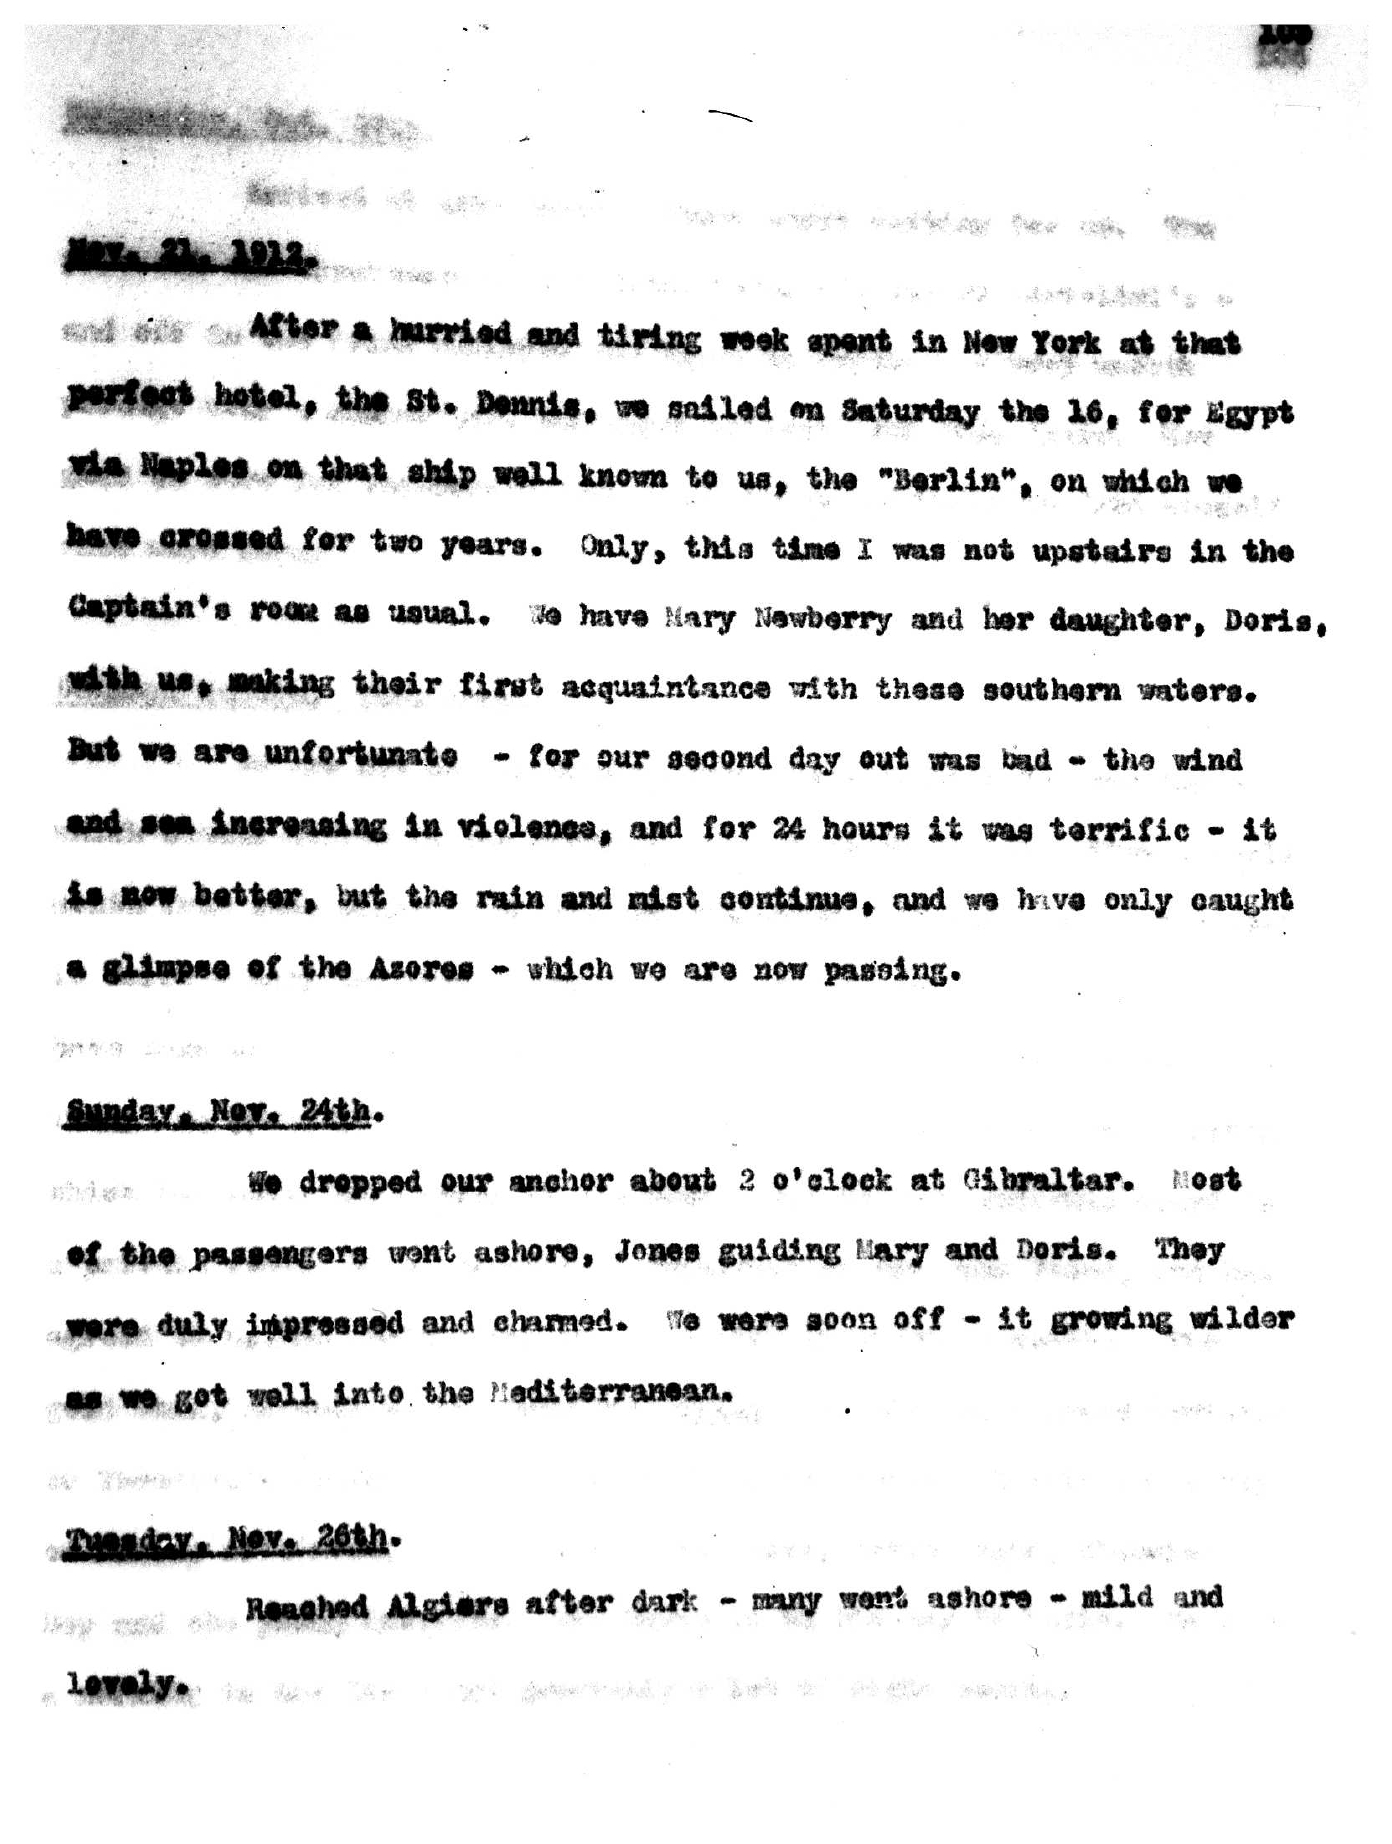 Nov. 21. 1912.
After a hurried and tiring week spent in New York at that
perfect hotel, the St. Dennis, we sailed on Saturday the 16, for Egypt
via Naples on that ship well known to us, the "Berlin", on which we
have crossed for two years. Only, this time I was not upstairs in the
Captain's room as usual. We have Mary Newberry and her daughter, Doris,
with us, making their first acquaintance with these southern waters.
But we are unfortunate - for our second day out was bad - the wind
and sea increasing in violence, and for 24 hours it was terrific - it
is now better, but the rain and mist continue, and we have only caught
a glimpse of the Azores - which we are now passing.
Sunday. Nov. 24th.
We dropped our anchor about 2 o'clock at Gibraltar. Most
of the passengers went ashore, Jones guiding Mary and Doris. They
were duly impressed and charmed. We were soon off - it growing wilder
as we got well into the Mediterranean.
Tuesday. Nov. 26th.
Reached Algiers after dark - many went ashore - mild and
lovely.